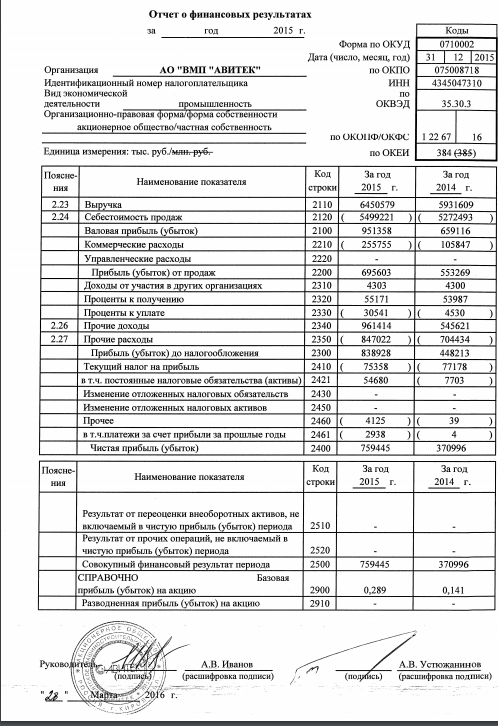 Отчет о финансовых результатах
за год 2015 г.
Коды
Форма по ОКУД 0710002
Дата (число, месяц, год) 31 12 2015
Организация АО "ВМП "АВИТЕК" по ОКПО 075008718
Идентификационный номер налогоплательщика ИНН 4345047310
Вид экономической деятельности промышленность по ОКВЭД 35.30.3
Организационно-правовая форма/форма собственности
акционерное общество/частная собственность по ОКОПФ/ОКФС 1 22 67 16
Единица измерения: тыс. руб./млн. руб. по ОКЕИ 384 (385)
Поясне-ния Наименование показателя Код строки За год 2015 г. За год 2014 г.
2.23 Выручка 2110 6450579 5931609
2.24 Себестоимость продаж 2120 ( 5499221 ) ( 5272493 )
Валовая прибыль (убыток) 2100 951358 659116
Коммерческие расходы 2210 ( 255755 ) ( 105847 )
Управленческие расходы 2220 - -
Прибыль (убыток) от продаж 2200 695603 553269
Доходы от участия в других организациях 2310 4303 4300
Проценты к получению 2320 55171 53987
Проценты к уплате 2330 ( 30541 ) ( 4530 )
2.26 Прочие доходы 2340 961414 545621
2.27 Прочие расходы 2350 ( 847022 ) ( 704434 )
Прибыль (убыток) до налогообложения 2300 838928 448213
Текущий налог на прибыль 2410 ( 75358 ) ( 77178 )
в т.ч. постоянные налоговые обязательства (активы) 2421 54680 ( 7703 )
Изменение отложенных налоговых обязательств 2430 - -
Изменение отложенных налоговых активов 2450 - -
Прочее 2460 ( 4125 ) ( 39 )
в т.ч.платежи за счет прибыли за прошлые годы 2461 ( 2938 ) ( 4 )
Чистая прибыль (убыток) 2400 759445 370996
Поясне-ния Наименование показателя Код строки За год 2015 г. За год 2014 г.
Результат от переоценки внеоборотных активов, не
включаемый в чистую прибыль (убыток) периода 2510 - -
Результат от прочих операций, не включаемый в
чистую прибыль (убыток) периода 2520 - -
Совокупный финансовый результат периода 2500 759445 370996
СПРАВОЧНО Базовая
прибыль (убыток) на акцию 2900 0,289 0,141
Разводненная прибыль (убыток) на акцию 2910 - -
Руководитель А.В. Иванов А.В. Устюжанинов
(подпись) (расшифровка подписи) (подпись) (расшифровка подписи)
"28" Марта 2016 г.